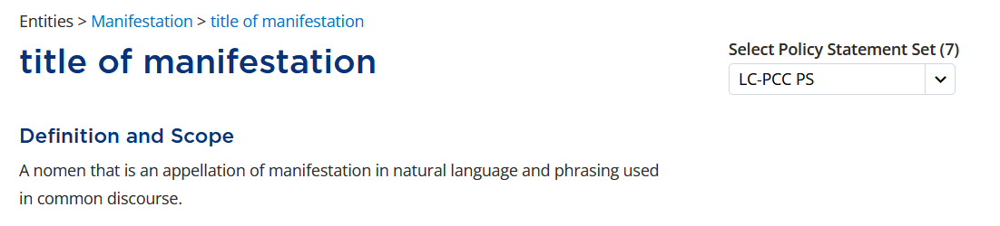 Entities > Manifestation > title of manifestation
title of manifestation
Select Policy Statement Set (7)
LC-PCC PS
Definition and Scope
A nomen that is an appellation of manifestation in natural language and phrasing used
in common discourse.